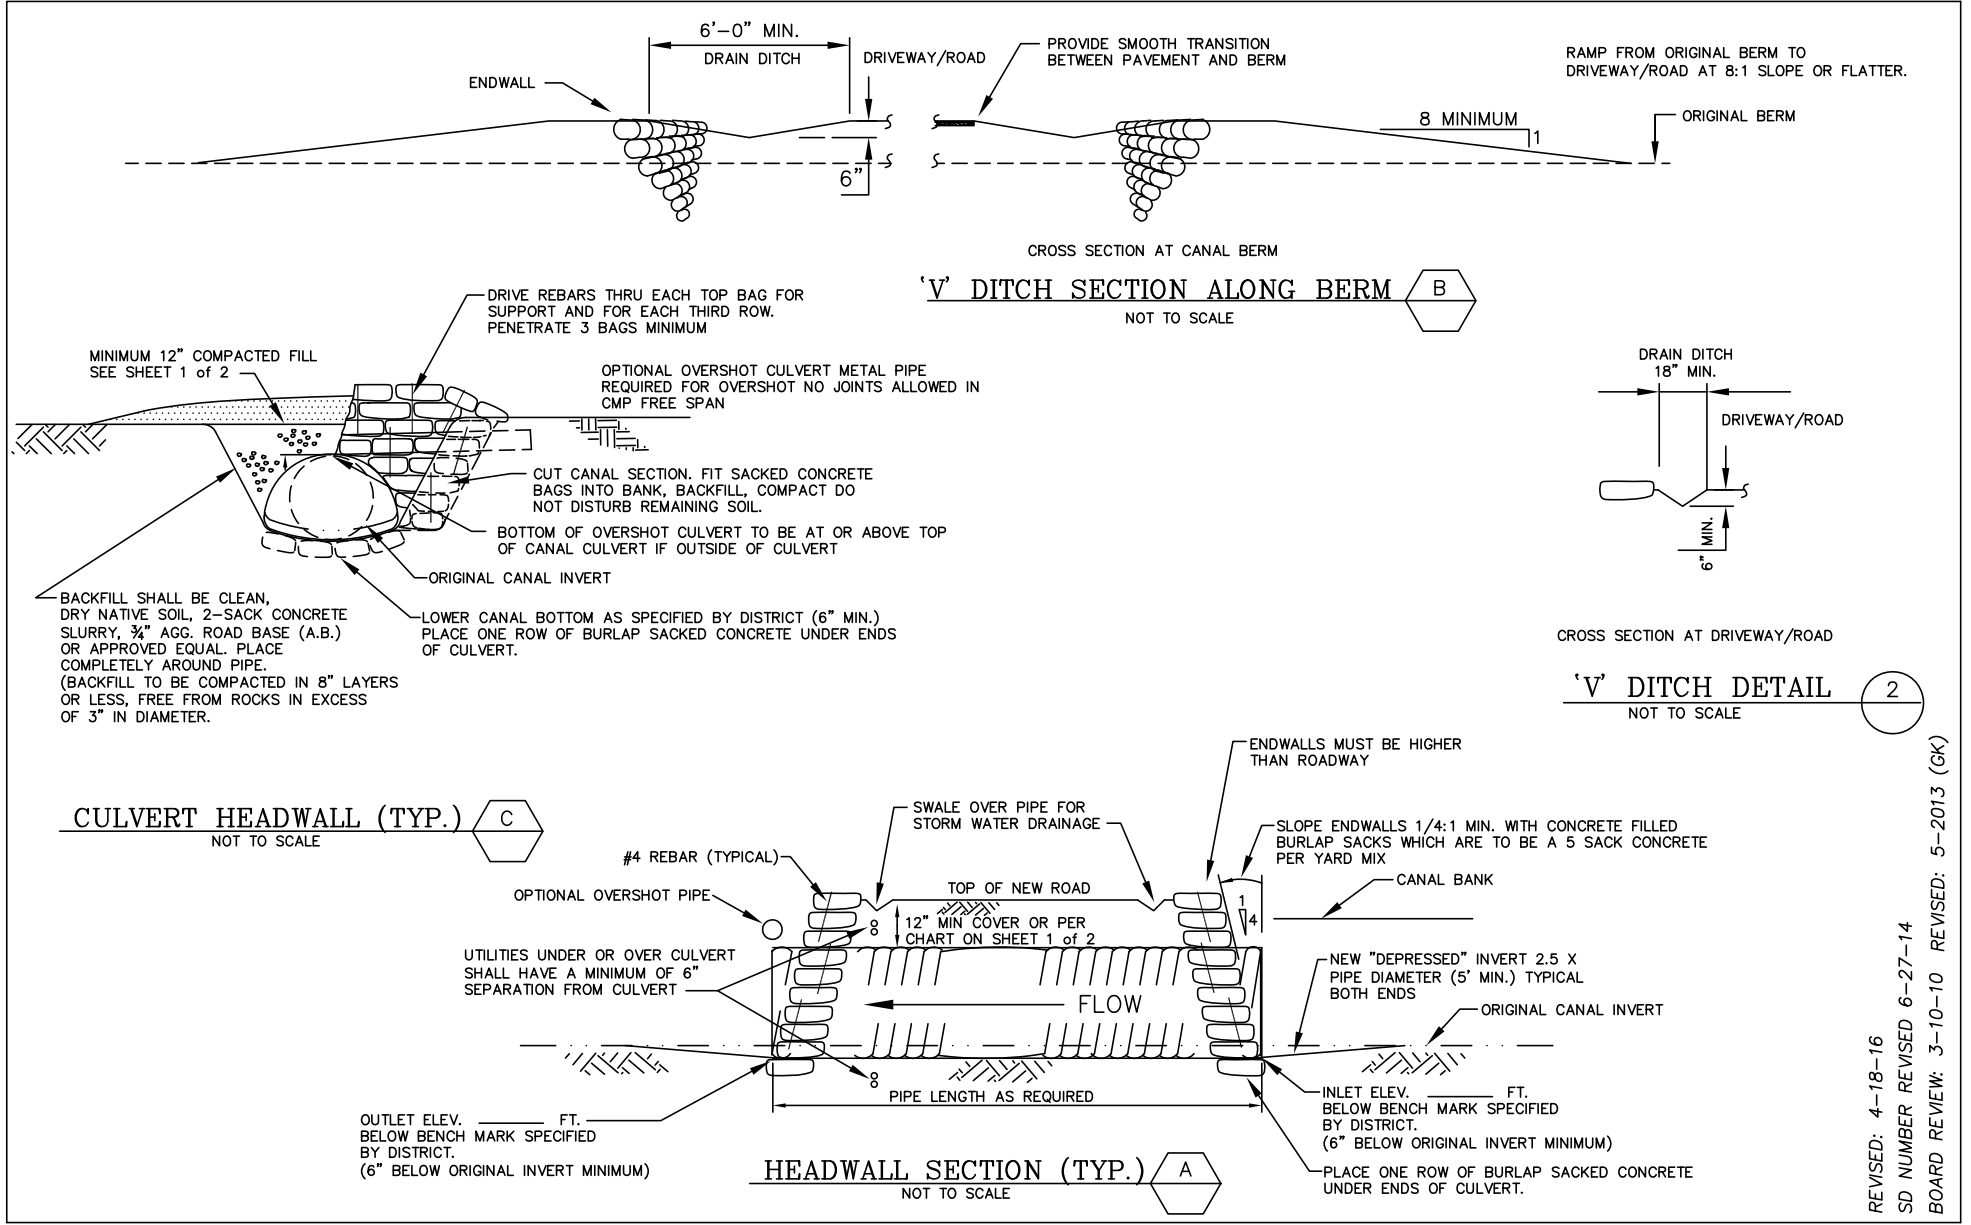 6'-0" MIN.
DRAIN DITCH
DRIVEWAY/ROAD
ENDWALL
PROVIDE SMOOTH TRANSITION
BETWEEN PAVEMENT AND BERM
RAMP FROM ORIGINAL BERM TO
DRIVEWAY/ROAD AT 8:1 SLOPE OR FLATTER.
8 MINIMUM
1
ORIGINAL BERM
6"
CROSS SECTION AT CANAL BERM
'V' DITCH SECTION ALONG BERM
B
NOT TO SCALE
DRIVE REBARS THRU EACH TOP BAG FOR
SUPPORT AND FOR EACH THIRD ROW.
PENETRATE 3 BAGS MINIMUM
MINIMUM 12" COMPACTED FILL
SEE SHEET 1 of 2
OPTIONAL OVERSHOT CULVERT METAL PIPE
REQUIRED FOR OVERSHOT NO JOINTS ALLOWED IN
CMP FREE SPAN
CUT CANAL SECTION. FIT SACKED CONCRETE
BAGS INTO BANK, BACKFILL, COMPACT DO
NOT DISTURB REMAINING SOIL.
BOTTOM OF OVERSHOT CULVERT TO BE AT OR ABOVE TOP
OF CANAL CULVERT IF OUTSIDE OF CULVERT
ORIGINAL CANAL INVERT
LOWER CANAL BOTTOM AS SPECIFIED BY DISTRICT (6" MIN.)
PLACE ONE ROW OF BURLAP SACKED CONCRETE UNDER ENDS
OF CULVERT.
BACKFILL SHALL BE CLEAN,
DRY NATIVE SOIL, 2-SACK CONCRETE
SLURRY, ¾" AGG. ROAD BASE (A.B.)
OR APPROVED EQUAL. PLACE
COMPLETELY AROUND PIPE.
(BACKFILL TO BE COMPACTED IN 8" LAYERS
OR LESS, FREE FROM ROCKS IN EXCESS
OF 3" IN DIAMETER.
CULVERT HEADWALL (TYP.)
C
NOT TO SCALE
DRAIN DITCH
18" MIN.
DRIVEWAY/ROAD
6" MIN.
CROSS SECTION AT DRIVEWAY/ROAD
'V' DITCH DETAIL
2
NOT TO SCALE
ENDWALLS MUST BE HIGHER
THAN ROADWAY
SWALE OVER PIPE FOR
STORM WATER DRAINAGE
SLOPE ENDWALLS 1/4:1 MIN. WITH CONCRETE FILLED
BURLAP SACKS WHICH ARE TO BE A 5 SACK CONCRETE
PER YARD MIX
#4 REBAR (TYPICAL)
OPTIONAL OVERSHOT PIPE
TOP OF NEW ROAD
CANAL BANK
1
4
12" MIN COVER OR PER
CHART ON SHEET 1 of 2
UTILITIES UNDER OR OVER CULVERT
SHALL HAVE A MINIMUM OF 6"
SEPARATION FROM CULVERT
FLOW
NEW "DEPRESSED" INVERT 2.5 X
PIPE DIAMETER (5' MIN.) TYPICAL
BOTH ENDS
ORIGINAL CANAL INVERT
PIPE LENGTH AS REQUIRED
OUTLET ELEV. ______ FT.
BELOW BENCH MARK SPECIFIED
BY DISTRICT.
(6" BELOW ORIGINAL INVERT MINIMUM)
INLET ELEV. ______ FT.
BELOW BENCH MARK SPECIFIED
BY DISTRICT.
(6" BELOW ORIGINAL INVERT MINIMUM)
PLACE ONE ROW OF BURLAP SACKED CONCRETE
UNDER ENDS OF CULVERT.
HEADWALL SECTION (TYP.)
A
NOT TO SCALE
REVISED: 4-18-16
SD NUMBER REVISED 6-27-14
BOARD REVIEW: 3-10-10 REVISED: 5-2013 (GK)